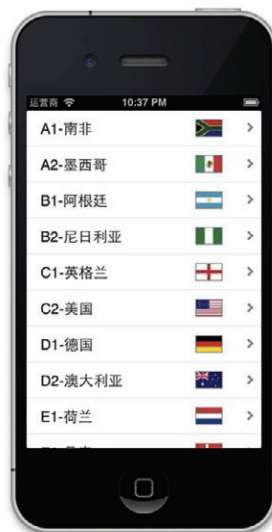 运营商 10:37 PM
A1-南非
A2-墨西哥
B1-阿根廷
B2-尼日利亚
C1-英格兰
C2-美国
D1-德国
D2-澳大利亚
E1-荷兰